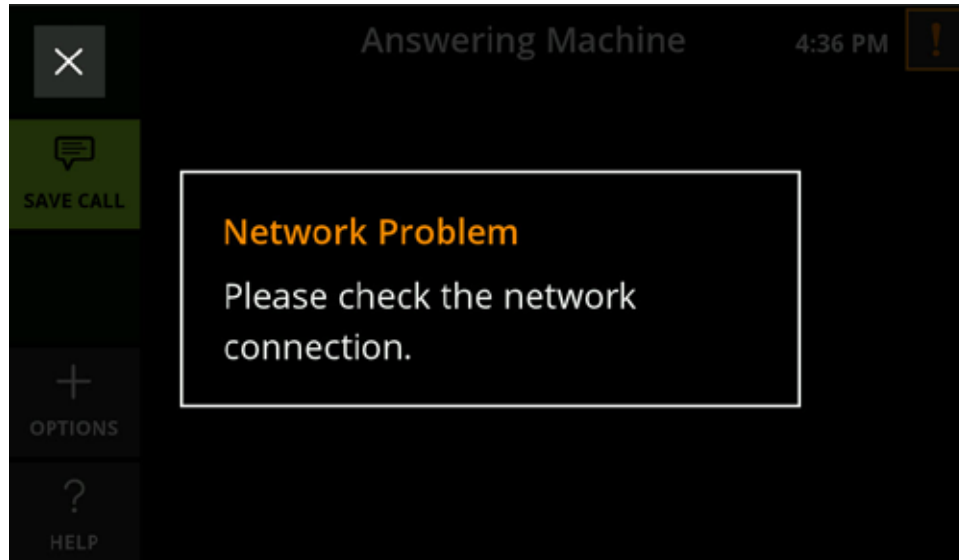 Answering Machine
4:36 PM
!
SAVE CALL
Network Problem
Please check the network
connection.
OPTIONS
?
HELP